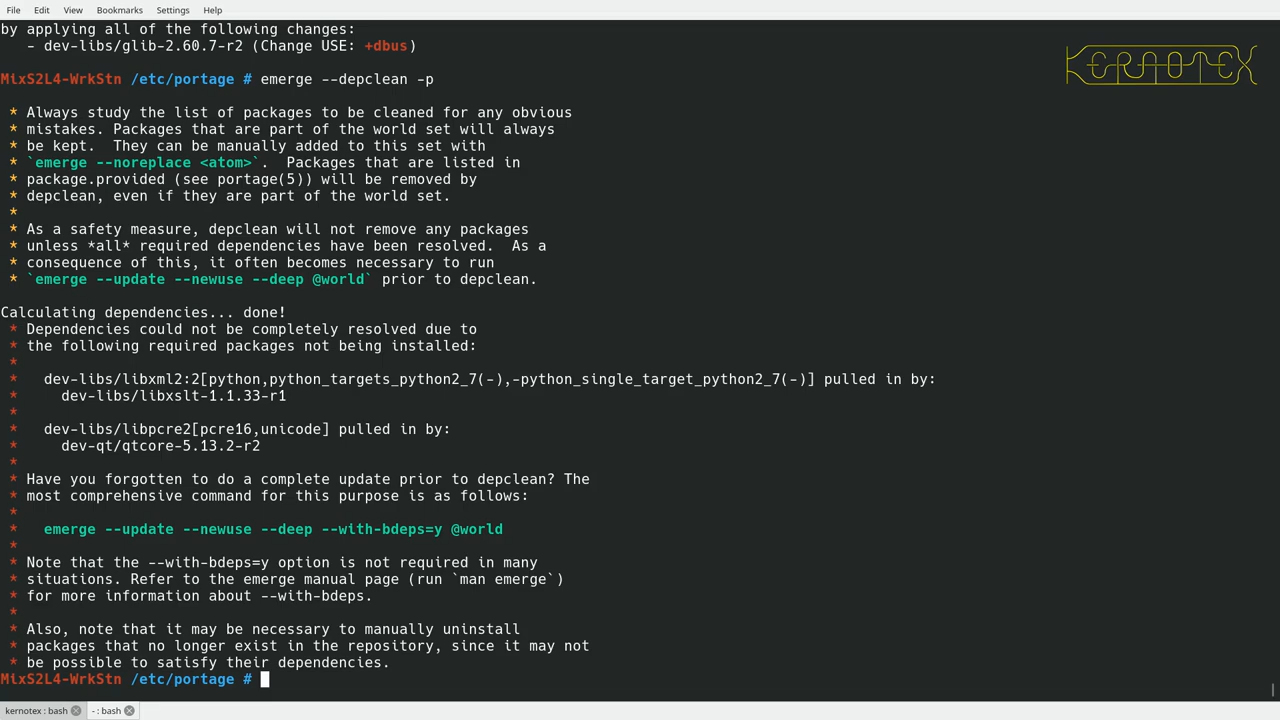 File Edit View Bookmarks Settings Help
by applying all of the following changes:
- dev-libs/glib-2.60.7-r2 (Change USE: +dbus)
KERNOTEX
MixS2L4-WrkStn /etc/portage # emerge --depclean -p
* Always study the list of packages to be cleaned for any obvious
* mistakes. Packages that are part of the world set will always
* be kept.  They can be manually added to this set with
* `emerge --noreplace <atom>`.  Packages that are listed in
* package.provided (see portage(5)) will be removed by
* depclean, even if they are part of the world set.
*
* As a safety measure, depclean will not remove any packages
* unless *all* required dependencies have been resolved.  As a
* consequence of this, it often becomes necessary to run
* `emerge --update --newuse --deep @world` prior to depclean.
Calculating dependencies... done!
* Dependencies could not be completely resolved due to
* the following required packages not being installed:
*
*   dev-libs/libxml2:2[python,python_targets_python2_7(-),-python_single_target_python2_7(-)] pulled in by:
*     dev-libs/libxslt-1.1.33-r1
*
*   dev-libs/libpcre2[pcre16,unicode] pulled in by:
*     dev-qt/qtcore-5.13.2-r2
*
* Have you forgotten to do a complete update prior to depclean? The
* most comprehensive command for this purpose is as follows:
*
*   emerge --update --newuse --deep --with-bdeps=y @world
*
* Note that the --with-bdeps=y option is not required in many
* situations. Refer to the emerge manual page (run `man emerge`)
* for more information about --with-bdeps.
*
* Also, note that it may be necessary to manually uninstall
* packages that no longer exist in the repository, since it may not
* be possible to satisfy their dependencies.
MixS2L4-WrkStn /etc/portage #
kernotex : bash - : bash